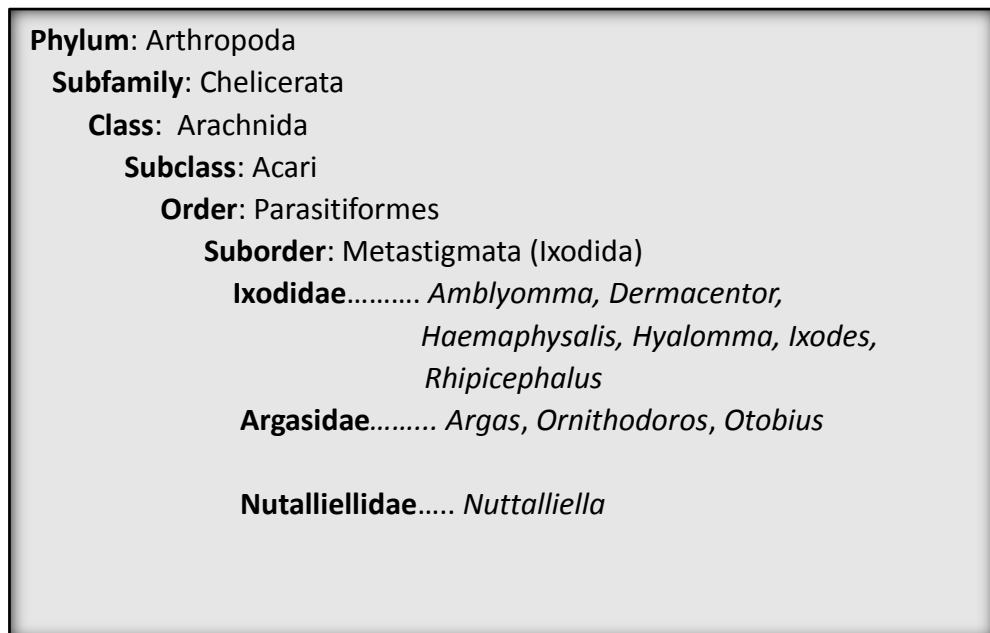 Phylum: Arthropoda
Subfamily: Chelicerata
Class: Arachnida
Subclass: Acari
Order: Parasitiformes
Suborder: Metastigmata (Ixodida)
Ixodidae.......... Amblyomma, Dermacentor,
Haemaphysalis, Hyalomma, Ixodes,
Rhipicephalus
Argasidae......... Argas, Ornithodoros, Otobius
Nutalliellidae..... Nuttalliella